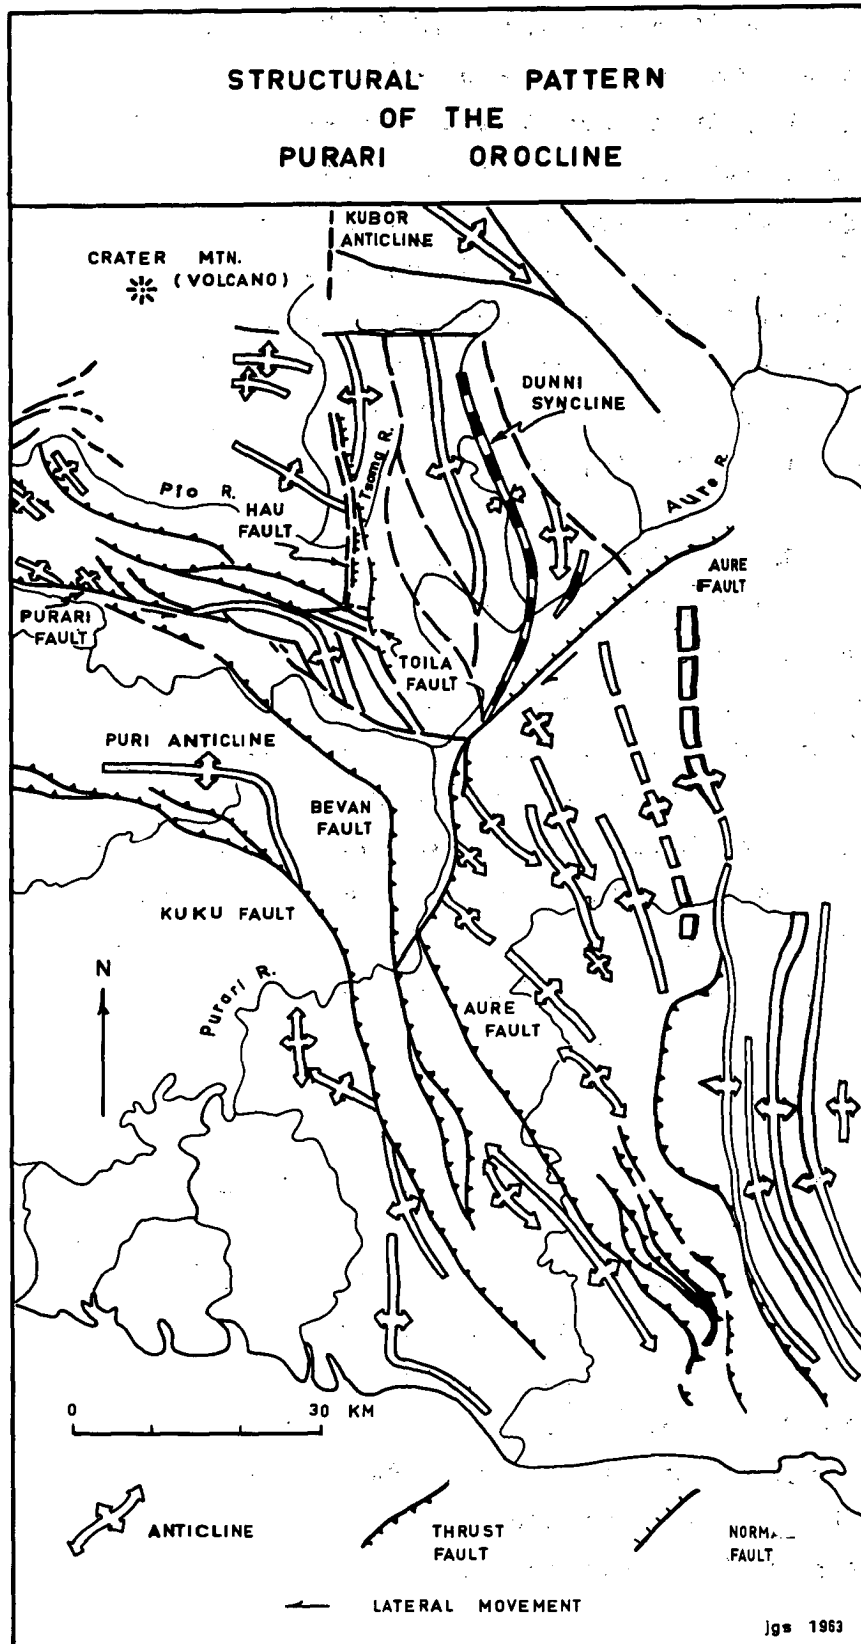 STRUCTURAL PATTERN
OF THE
PURARI OROCLINE
KUBOR
ANTICLINE
CRATER MTN.
(VOLCANO)
DUNNI
SYNCLINE
Tsoma R.
Pio R.
Aure R.
HAU
FAULT
AURE
FAULT
PURARI
FAULT
TOILA
FAULT
PURI ANTICLINE
BEVAN
FAULT
KUKU FAULT
N
Purari R.
AURE
FAULT
0 30 KM
ANTICLINE
THRUST
FAULT
FAULT
LATERAL MOVEMENT
jgs 1963